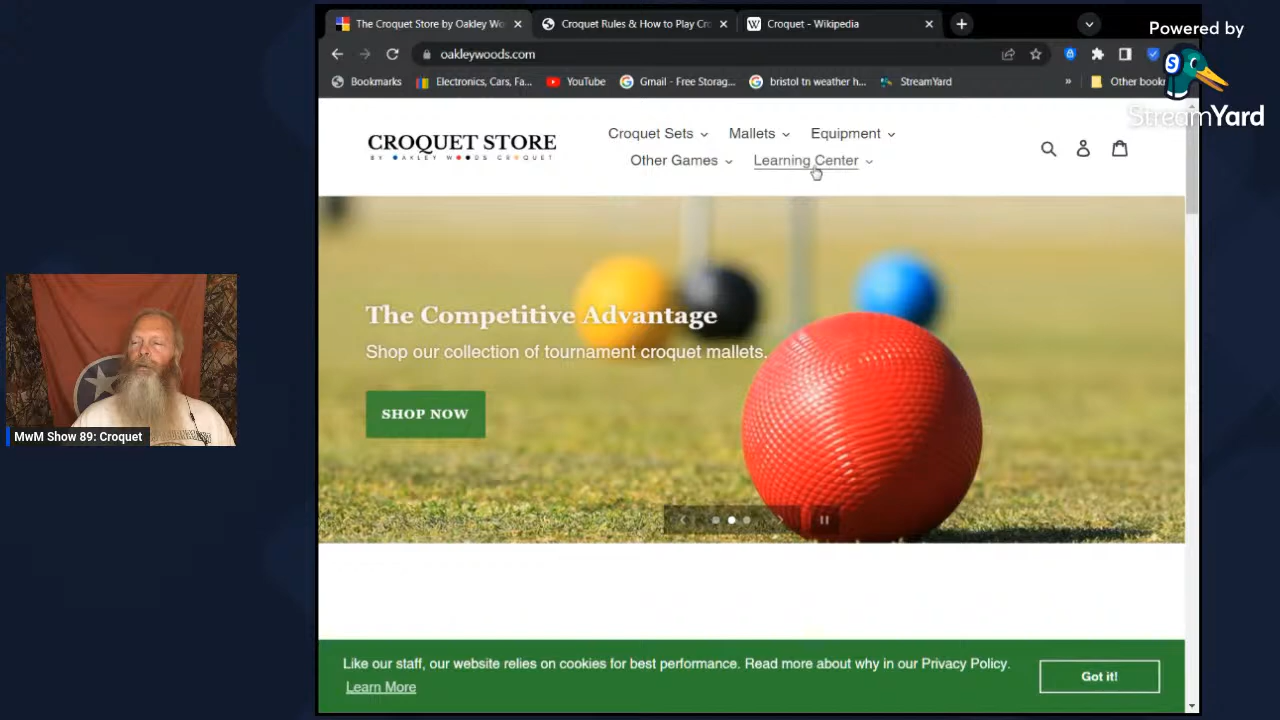 The Croquet Store by Oakley Wo
Croquet Rules & How to Play Cr
W Croquet - Wikipedia
Powered by
StreamYard
oakleywoods.com
Bookmarks
Electronics, Cars, Fa...
YouTube
Gmail - Free Storag...
bristol tn weather h...
StreamYard
»
Other book
CROQUET STORE
BY OAKLEY WOODS CROQUET
Croquet Sets
Mallets
Equipment
Other Games
Learning Center
The Competitive Advantage
Shop our collection of tournament croquet mallets.
SHOP NOW
MwM Show 89: Croquet
Like our staff, our website relies on cookies for best performance. Read more about why in our Privacy Policy.
Learn More
Got it!